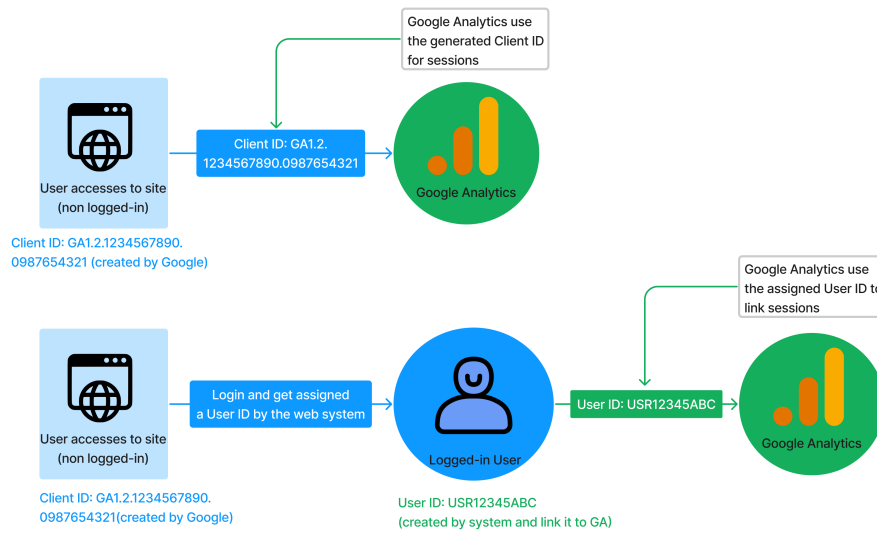 Google Analytics use
the generated Client ID
for sessions
Client ID: GA1.2.
1234567890.0987654321
User accesses to site
(non logged-in)
Google Analytics
Client ID: GA1.2.1234567890.
0987654321 (created by Google)
Google Analytics use
the assigned User ID to
link sessions
Login and get assigned
a User ID by the web system
User ID: USR12345ABC
User accesses to site
(non logged-in)
Logged-in User
Google Analytics
Client ID: GA1.2.1234567890.
0987654321(created by Google)
User ID: USR12345ABC
(created by system and link it to GA)